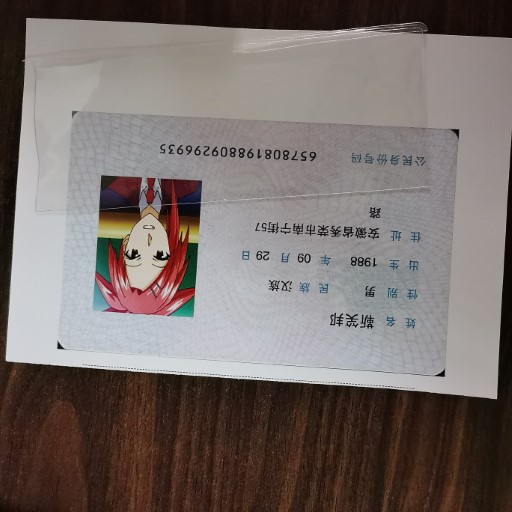 姓名 靳笑邦
性别 男 民族 汉族
出生 1988 年 09 月 29 日
住址 安徽省秀荣市南宁街57
路
公民身份号码 657808198809296935